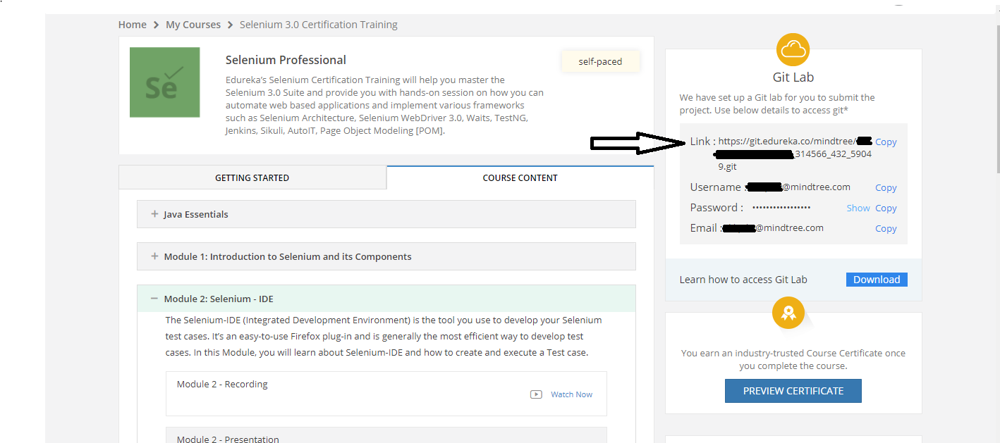 Home > My Courses > Selenium 3.0 Certification Training
Se
Selenium Professional
self-paced
Edureka's Selenium Certification Training will help you master the
Selenium 3.0 Suite and provide you with hands-on session on how you can
automate web based applications and implement various frameworks
such as Selenium Architecture, Selenium WebDriver 3.0, Waits, TestNG,
Jenkins, Sikuli, AutoIT, Page Object Modeling [POM].
GETTING STARTED
COURSE CONTENT
+ Java Essentials
+ Module 1: Introduction to Selenium and its Components
− Module 2: Selenium - IDE
The Selenium-IDE (Integrated Development Environment) is the tool you use to develop your Selenium
test cases. It's an easy-to-use Firefox plug-in and is generally the most efficient way to develop test
cases. In this Module, you will learn about Selenium-IDE and how to create and execute a Test case.
Module 2 - Recording
Watch Now
Module 2 - Presentation
Git Lab
We have set up a Git lab for you to submit the
project. Use below details to access git*
Link : https://git.edureka.co/mindtree/ Copy
_314566_432_5904
9.git
Username : @mindtree.com Copy
Password : ••••••••••••••••• Show Copy
Email : @mindtree.com Copy
Learn how to access Git Lab Download
You earn an industry-trusted Course Certificate once
you complete the course.
PREVIEW CERTIFICATE